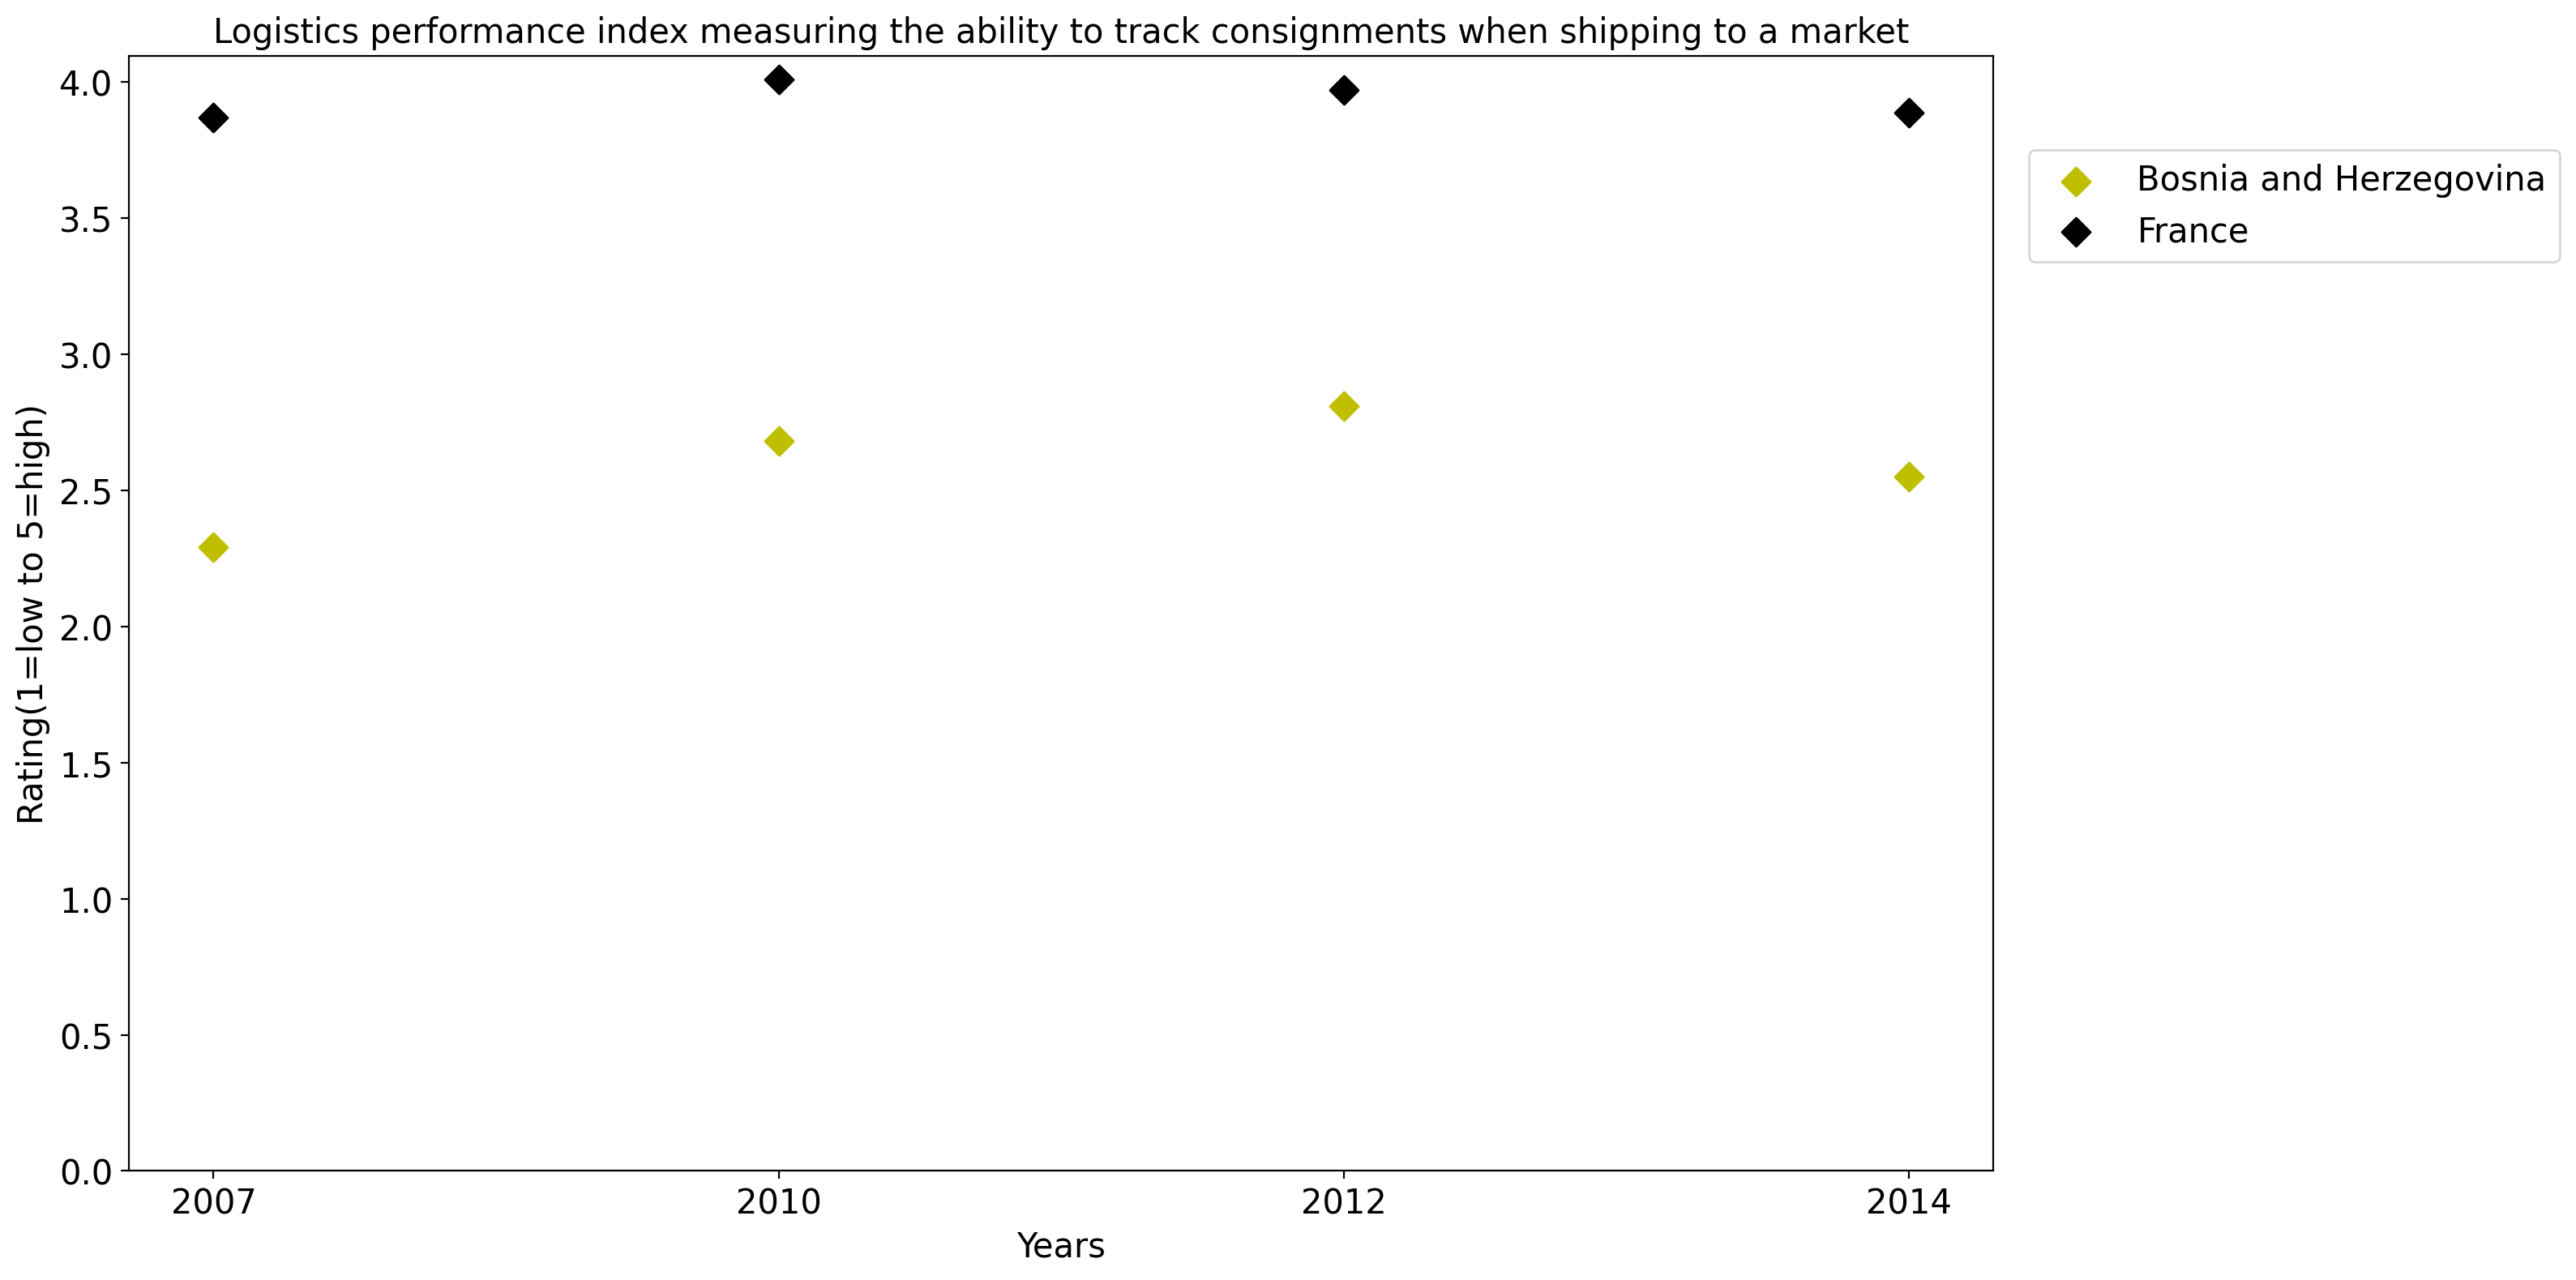 Logistics performance index measuring the ability to track consignments when shipping to a market
4.0
3.5
3.0
2.5
2.0
1.5
1.0
0.5
0.0
Rating(1=low to 5=high)
2007 2010 2012 2014
Years
Bosnia and Herzegovina
France